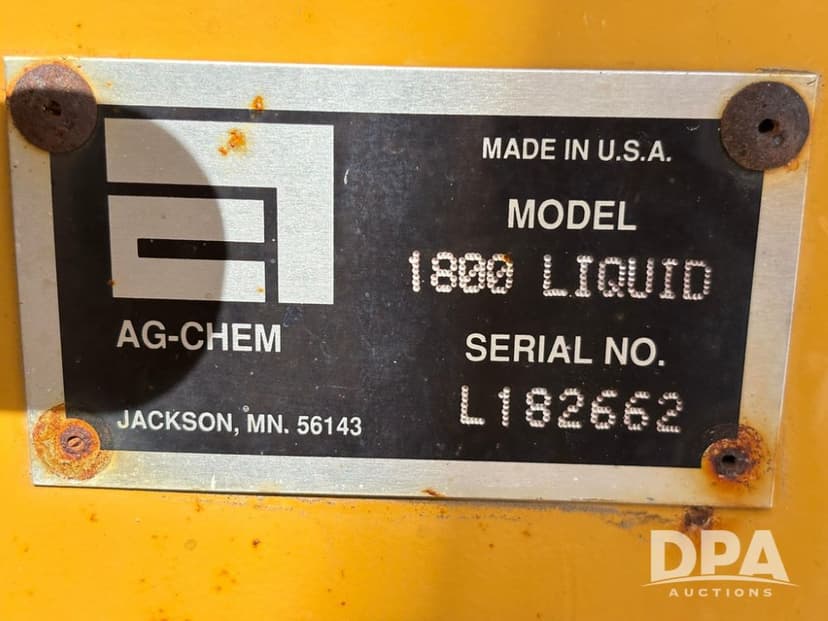 MADE IN U.S.A.
MODEL
1800 LIQUID
AG-CHEM
SERIAL NO.
L182662
JACKSON, MN. 56143
DPA
AUCTIONS